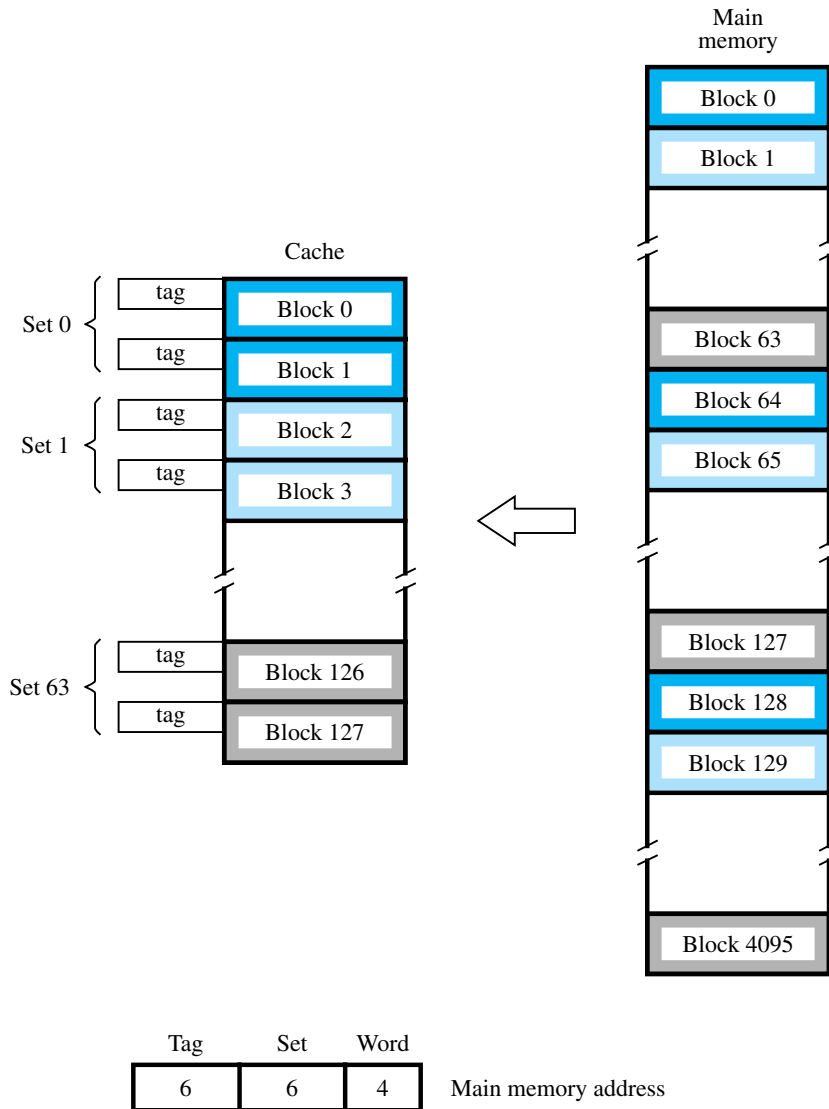 Main
memory
Block 0
Block 1
Cache
tag
Block 0
Set 0
Block 63
tag
Block 1
Block 64
tag
Block 2
Set 1
Block 65
tag
Block 3
Block 127
tag
Block 126
Set 63
Block 128
tag
Block 127
Block 129
Block 4095
Tag Set Word
6 6 4 Main memory address